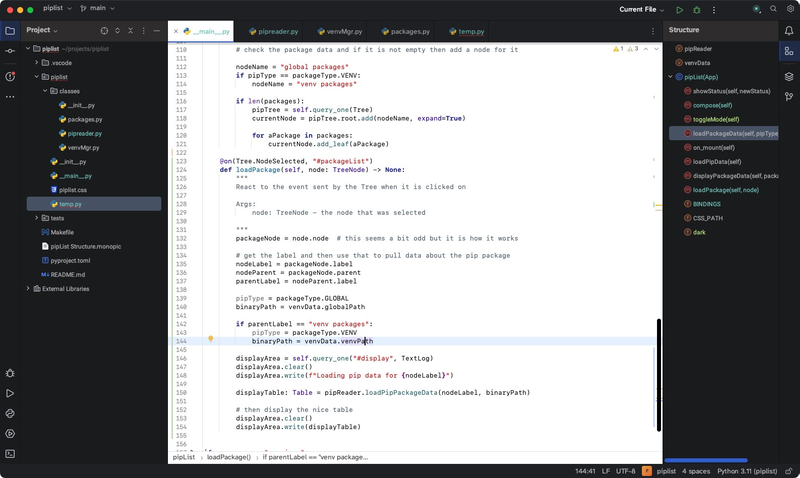 piplist
main
Current File
Project
piplist ~/projects/piplist
.vscode
piplist
classes
__init__.py
packages.py
pipreader.py
venvMgr.py
__init__.py
__main__.py
piplist.css
temp.py
tests
Makefile
pipList Structure.monopic
pyproject.toml
README.md
External Libraries
__main__.py
pipreader.py
venvMgr.py
packages.py
temp.py
1
3
110 # check the package data and if it is not empty then add a node for it
111
112 nodeName = "global packages"
113 if pipType == packageType.VENV:
114 nodeName = "venv packages"
115
116 if len(packages):
117 pipTree = self.query_one(Tree)
118 currentNode = pipTree.root.add(nodeName, expand=True)
119
120 for aPackage in packages:
121 currentNode.add_leaf(aPackage)
122
123 @on(Tree.NodeSelected, "#packageList")
124 def loadPackage(self, node: TreeNode) -> None:
125 """
126 React to the event sent by the Tree when it is clicked on
127
128 Args:
129 node: TreeNode – the node that was selected
130
131 """
132 packageNode = node.node # this seems a bit odd but it is how it works
133
134 # get the label and then use that to pull data about the pip package
135 nodeLabel = packageNode.label
136 nodeParent = packageNode.parent
137 parentLabel = nodeParent.label
138
139 pipType = packageType.GLOBAL
140 binaryPath = venvData.globalPath
141
142 if parentLabel == "venv packages":
143 pipType = packageType.VENV
144 binaryPath = venvData.venvPath
145
146 displayArea = self.query_one("#display", TextLog)
147 displayArea.clear()
148 displayArea.write(f"Loading pip data for {nodeLabel}")
149
150 displayTable: Table = pipReader.loadPipPackageData(nodeLabel, binaryPath)
151
152 # then display the nice table
153 displayArea.clear()
154 displayArea.write(displayTable)
155
156
pipList › loadPackage() › if parentLabel == "venv package...
Structure
pipReader
venvData
pipList(App)
showStatus(self, newStatus)
compose(self)
toggleMode(self)
loadPackageData(self, pipType
on_mount(self)
loadPipData(self)
displayPackageData(self, packa
loadPackage(self, node)
BINDINGS
CSS_PATH
dark
144:41 LF UTF-8 piplist 4 spaces Python 3.11 (piplist)